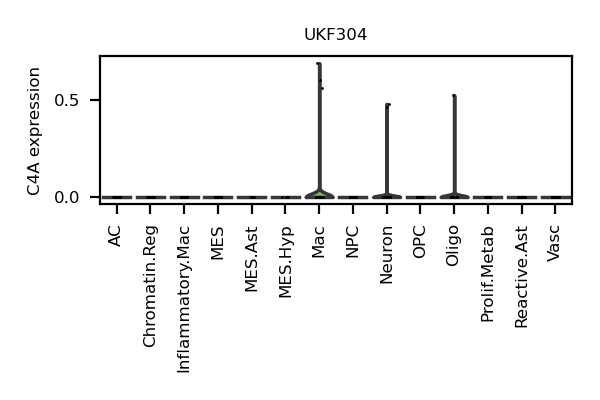 UKF304
C4A expression
0.5
0.0
AC
Chromatin.Reg
Inflammatory.Mac
MES
MES.Ast
MES.Hyp
Mac
NPC
Neuron
OPC
Oligo
Prolif.Metab
Reactive.Ast
Vasc